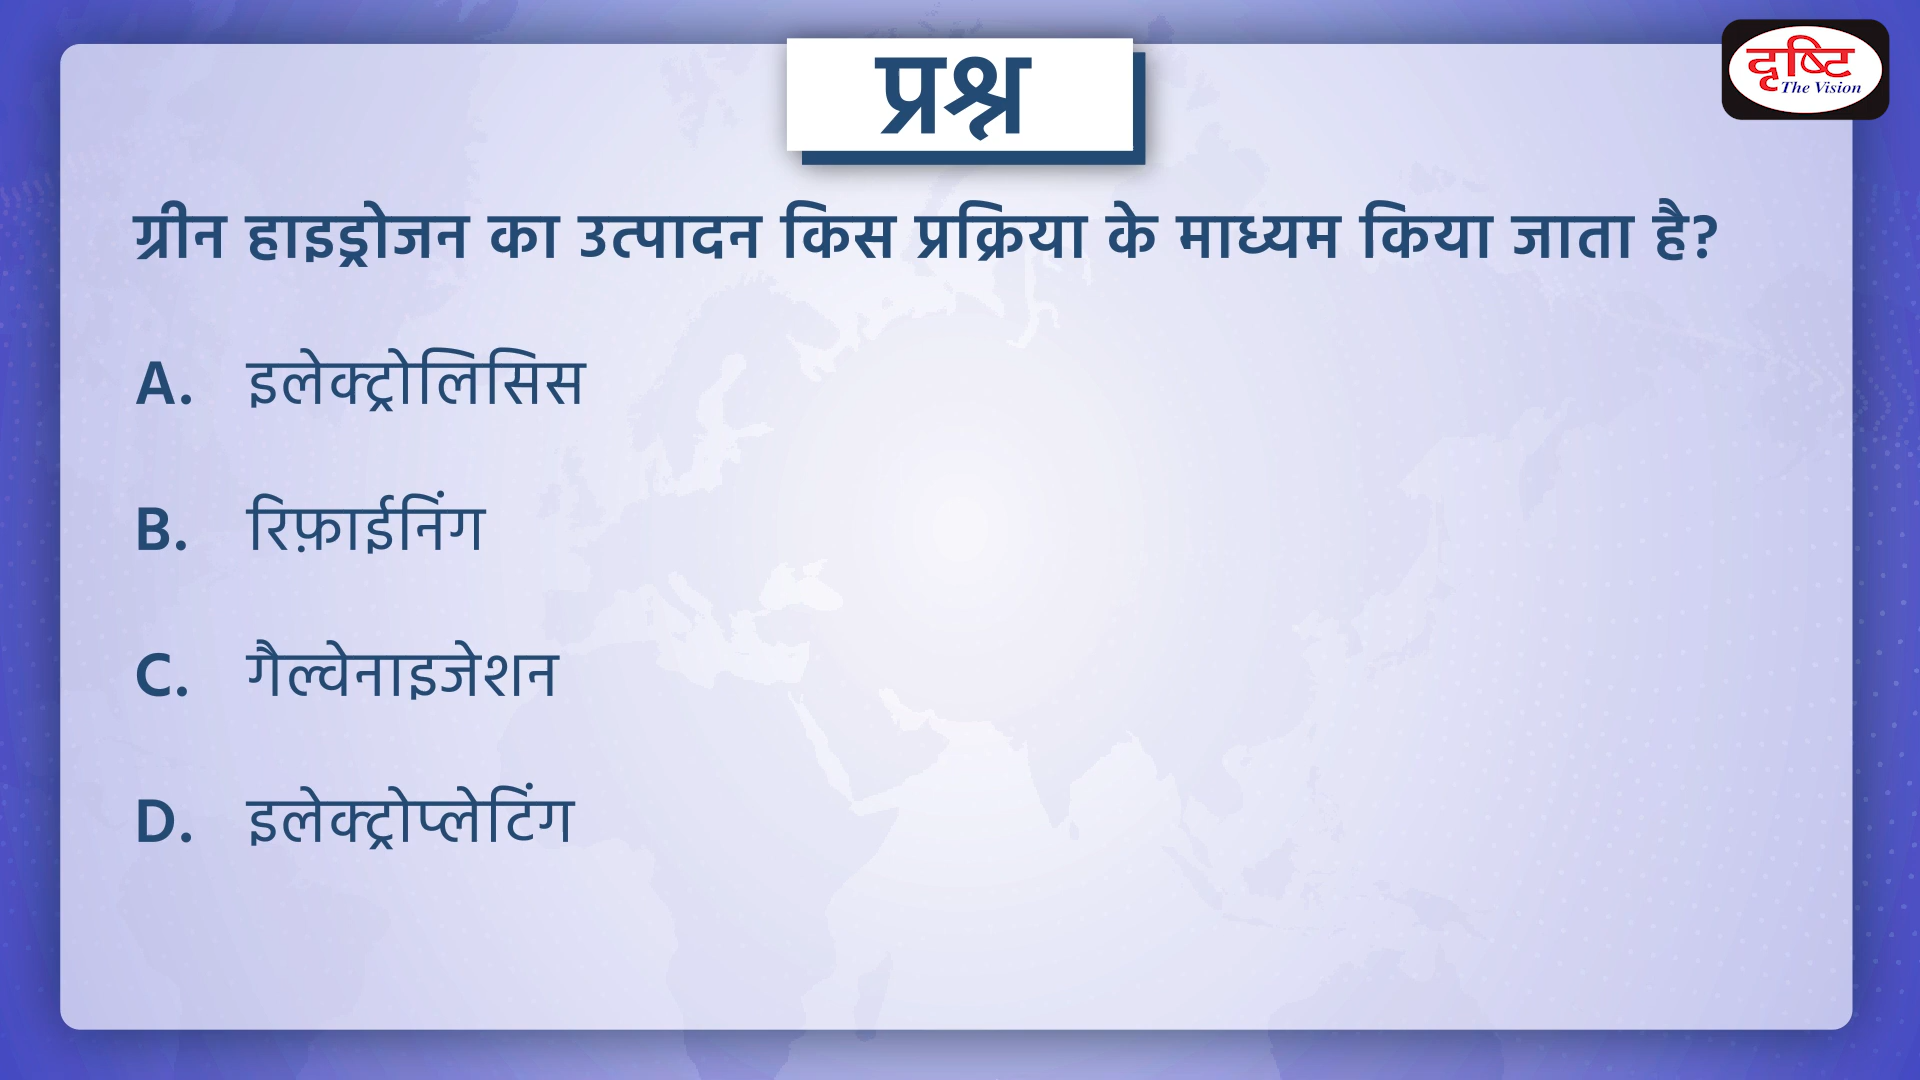 प्रश्न
दृष्टि
The Vision
ग्रीन हाइड्रोजन का उत्पादन किस प्रक्रिया के माध्यम किया जाता है?
A. इलेक्ट्रोलिसिस
B. रिफ़ाईनिंग
C. गैल्वेनाइजेशन
D. इलेक्ट्रोप्लेटिंग